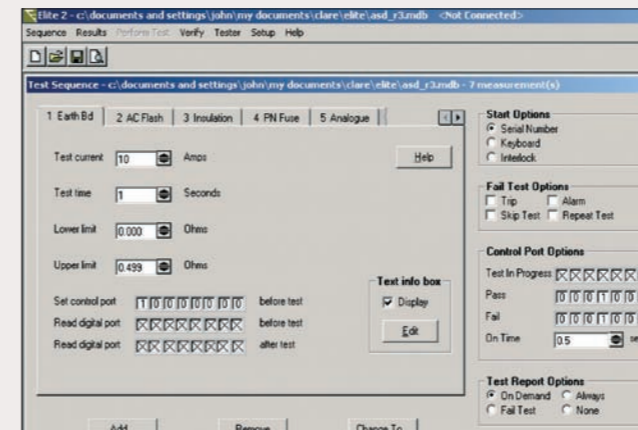 Elite 2 - c:\documents and settings\john\my documents\clare\elite\asd_r3.mdb <Not Connected>
Sequence Results Perform Test Verify Tester Setup Help
Test Sequence - c:\documents and settings\john\my documents\clare\elite\asd_r3.mdb - 7 measurement(s)
1 Earth Bd 2 AC Flash 3 Insulation 4 PN Fuse 5 Analogue
Test current 10 Amps Help
Test time 1 Seconds
Lower limit 0.000 Ohms
Upper limit 0.499 Ohms
Text info box
Display
Edit
Set control port 1 0 0 0 0 0 0 0 before test
Read digital port X X X X X X X X before test
Read digital port X X X X X X X X after test
Add Remove Change To
Start Options
Serial Number
Keyboard
Interlock
Fail Test Options
Trip Alarm
Skip Test Repeat Test
Control Port Options
Test In Progress X X X X X X
Pass 0 0 0 1 0 0
Fail 0 0 0 1 0 0
On Time 0.5
Test Report Options
On Demand Always
Fail Test None